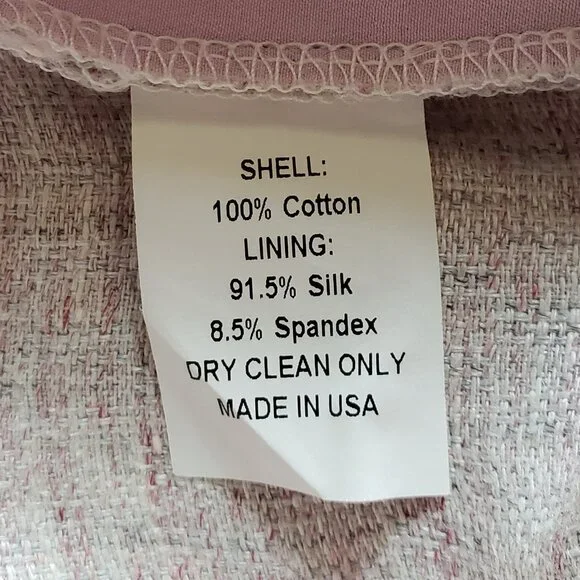 SHELL:
100% Cotton
LINING:
91.5% Silk
8.5% Spandex
DRY CLEAN ONLY
MADE IN USA